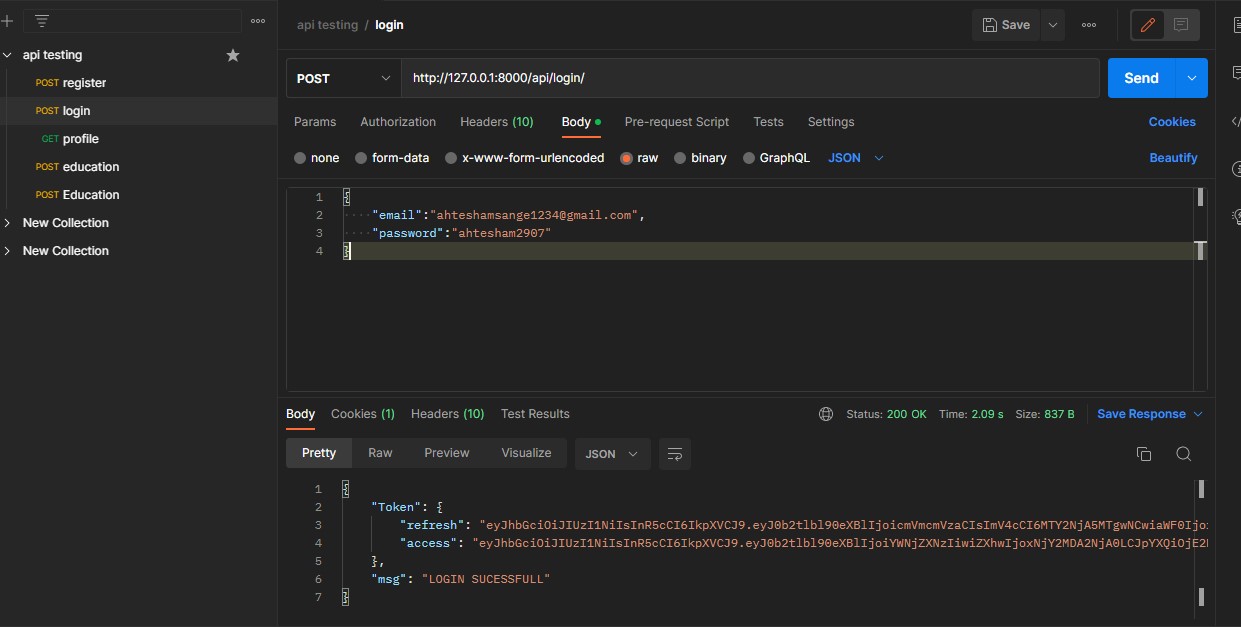 api testing / login
Save
api testing
POST register
POST login
GET profile
POST education
POST Education
New Collection
New Collection
POST
http://127.0.0.1:8000/api/login/
Send
Params Authorization Headers (10) Body Pre-request Script Tests Settings Cookies
none form-data x-www-form-urlencoded raw binary GraphQL JSON Beautify
1 {
2 "email":"ahteshamsange1234@gmail.com",
3 "password":"ahtesham2907"
4 }
Body Cookies (1) Headers (10) Test Results Status: 200 OK Time: 2.09 s Size: 837 B Save Response
Pretty Raw Preview Visualize JSON
1 {
2 "Token": {
3 "refresh": "eyJhbGciOiJIUzI1NiIsInR5cCI6IkpXVCJ9.eyJ0b2tlbl90eXBlIjoicmVmcmVzaCIsImV4cCI6MTY2NjA5MTgwNCwiaWF0Ijo
4 "access": "eyJhbGciOiJIUzI1NiIsInR5cCI6IkpXVCJ9.eyJ0b2tlbl90eXBlIjoiYWNjZXNzIiwiZXhwIjoxNjY2MDA2NjA0LCJpYXQiOjE2
5 },
6 "msg": "LOGIN SUCESSFULL"
7 }